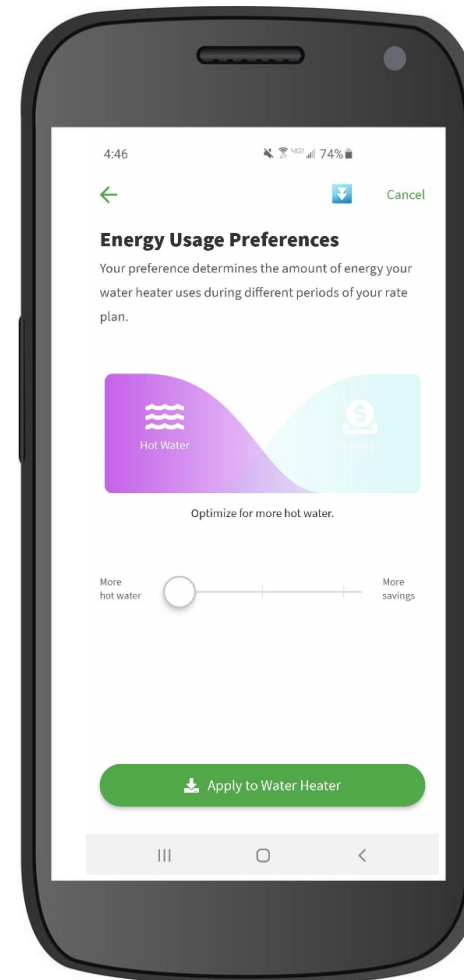 4:46
74%
Cancel
Energy Usage Preferences
Your preference determines the amount of energy your
water heater uses during different periods of your rate
plan.
Hot Water
Savings
Optimize for more hot water.
More
hot water
More
savings
Apply to Water Heater